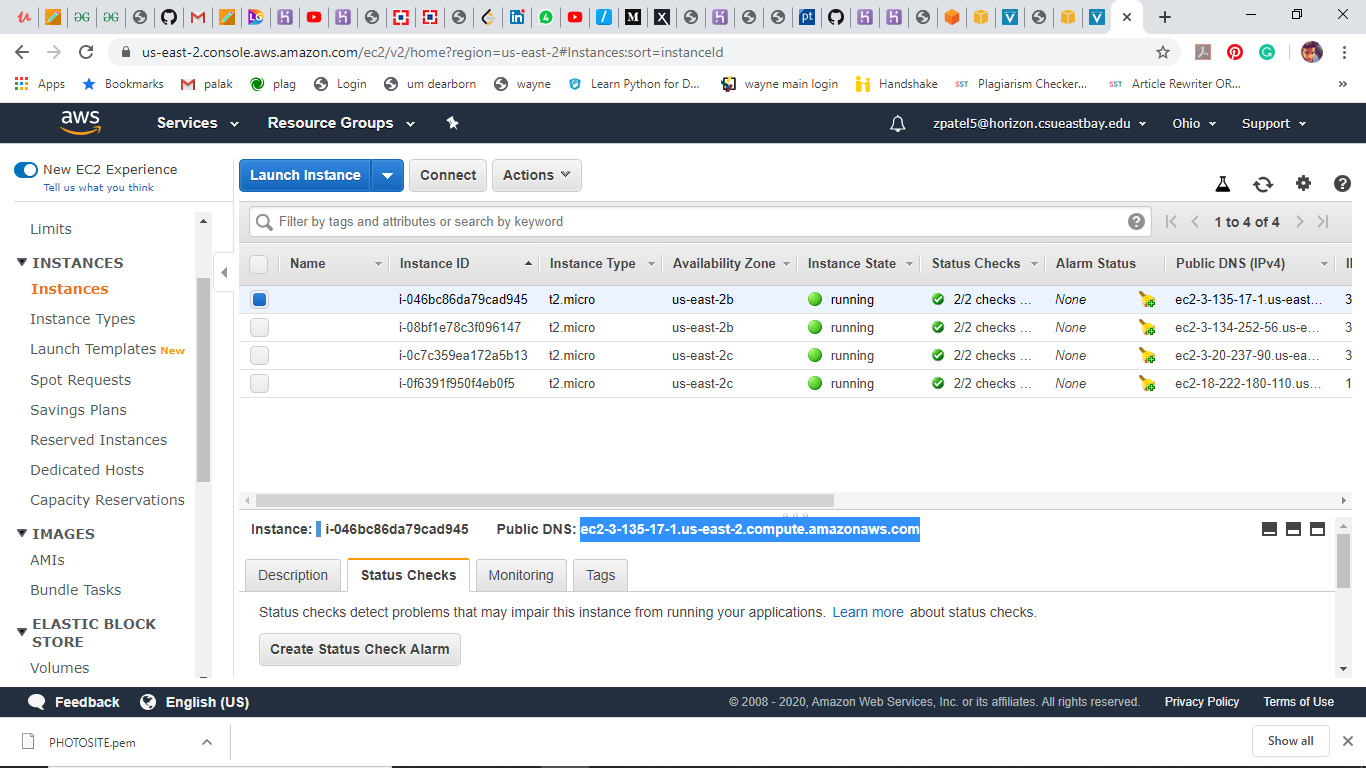 us-east-2.console.aws.amazon.com/ec2/v2/home?region=us-east-2#Instances:sort=instanceId
Apps Bookmarks palak plag Login um dearborn wayne Learn Python for D... wayne main login Handshake SST Plagiarism Checker... SST Article Rewriter OR... »
aws Services Resource Groups zpatel5@horizon.csueastbay.edu Ohio Support
New EC2 Experience
Tell us what you think
Launch Instance Connect Actions
Filter by tags and attributes or search by keyword 1 to 4 of 4
Limits
INSTANCES
Instances
Instance Types
Launch Templates New
Spot Requests
Savings Plans
Reserved Instances
Dedicated Hosts
Capacity Reservations
IMAGES
AMIs
Bundle Tasks
ELASTIC BLOCK
STORE
Volumes
Name Instance ID Instance Type Availability Zone Instance State Status Checks Alarm Status Public DNS (IPv4)
i-046bc86da79cad945 t2.micro us-east-2b running 2/2 checks ... None ec2-3-135-17-1.us-east... 3
i-08bf1e78c3f096147 t2.micro us-east-2b running 2/2 checks ... None ec2-3-134-252-56.us-e... 3
i-0c7c359ea172a5b13 t2.micro us-east-2c running 2/2 checks ... None ec2-3-20-237-90.us-ea... 3
i-0f6391f950f4eb0f5 t2.micro us-east-2c running 2/2 checks ... None ec2-18-222-180-110.us... 1
Instance: i-046bc86da79cad945 Public DNS: ec2-3-135-17-1.us-east-2.compute.amazonaws.com
Description Status Checks Monitoring Tags
Status checks detect problems that may impair this instance from running your applications. Learn more about status checks.
Create Status Check Alarm
Feedback English (US) © 2008 - 2020, Amazon Web Services, Inc. or its affiliates. All rights reserved. Privacy Policy Terms of Use
PHOTOSITE.pem Show all